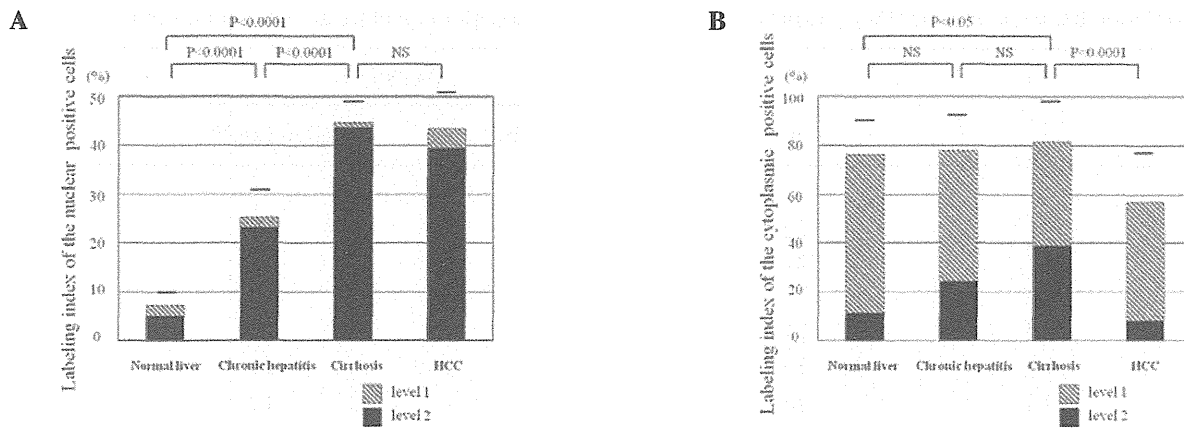 A
P<0.0001
P<0.0001 P<0.0001 NS
Labeling index of the nuclear positive cells
(%)
50
40
30
20
10
0
Normal liver Chronic hepatitis Cirrhosis HCC
level 1
level 2
B
P<0.05
NS NS P<0.0001
Labeling index of the cytoplasmic positive cells
(%)
100
80
60
40
20
0
Normal liver Chronic hepatitis Cirrhosis HCC
level 1
level 2